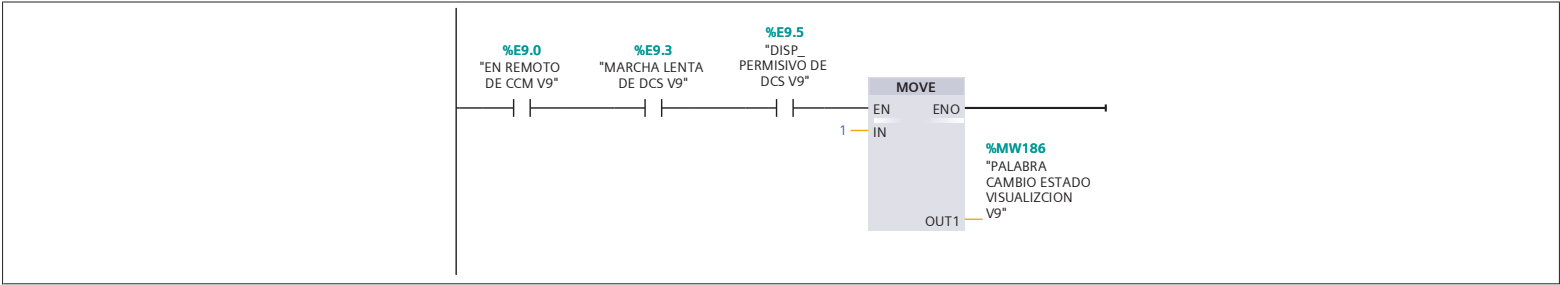 %E9.0
"EN REMOTO
DE CCM V9"
%E9.3
"MARCHA LENTA
DE DCS V9"
%E9.5
"DISP_
PERMISIVO DE
DCS V9"
MOVE
EN
ENO
1
IN
%MW186
"PALABRA
CAMBIO ESTADO
VISUALIZCION
V9"
OUT1